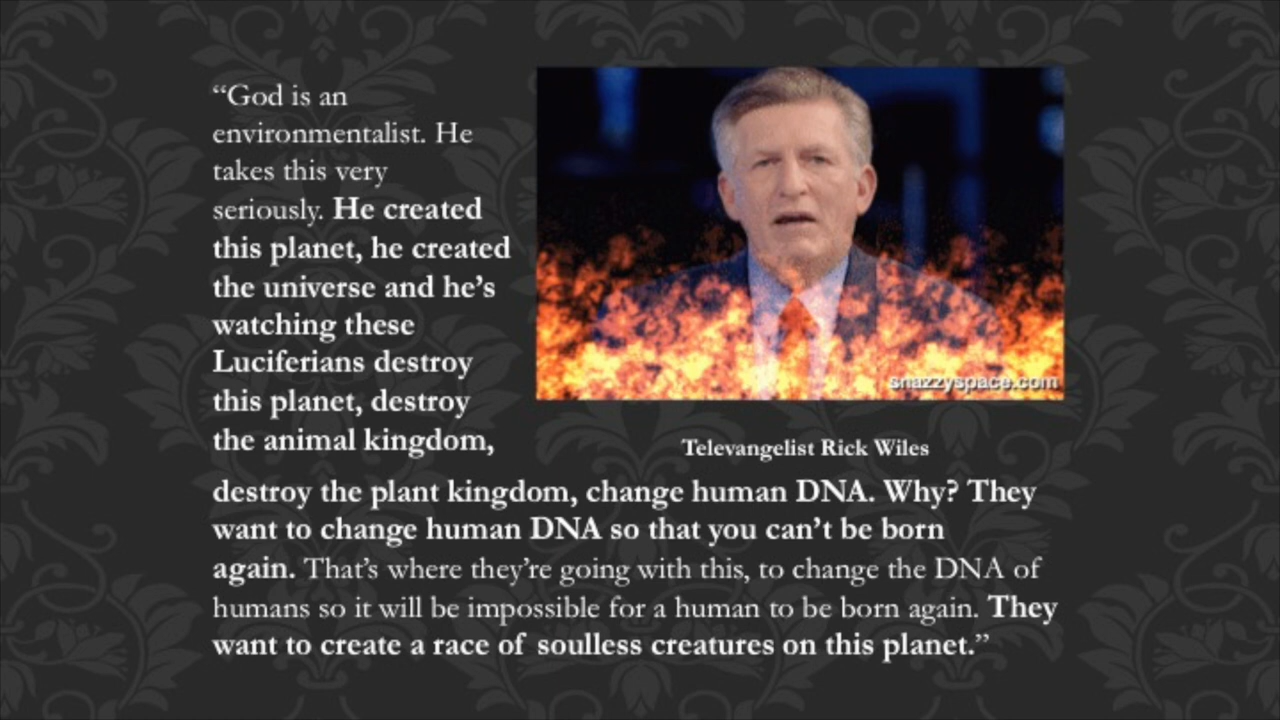 “God is an
environmentalist. He
takes this very
seriously. He created
this planet, he created
the universe and he’s
watching these
Luciferians destroy
this planet, destroy
the animal kingdom,
snazzyspace.com
Televangelist Rick Wiles
destroy the plant kingdom, change human DNA. Why? They
want to change human DNA so that you can’t be born
again. That’s where they’re going with this, to change the DNA of
humans so it will be impossible for a human to be born again. They
want to create a race of soulless creatures on this planet.”